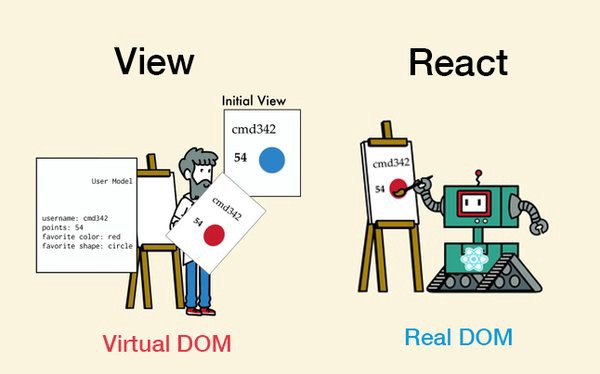 View
React
Initial View
cmd342
54
User Model
username: cmd342
points: 54
favorite color: red
favorite shape: circle
cmd342
54
cmd342
54
Virtual DOM
Real DOM